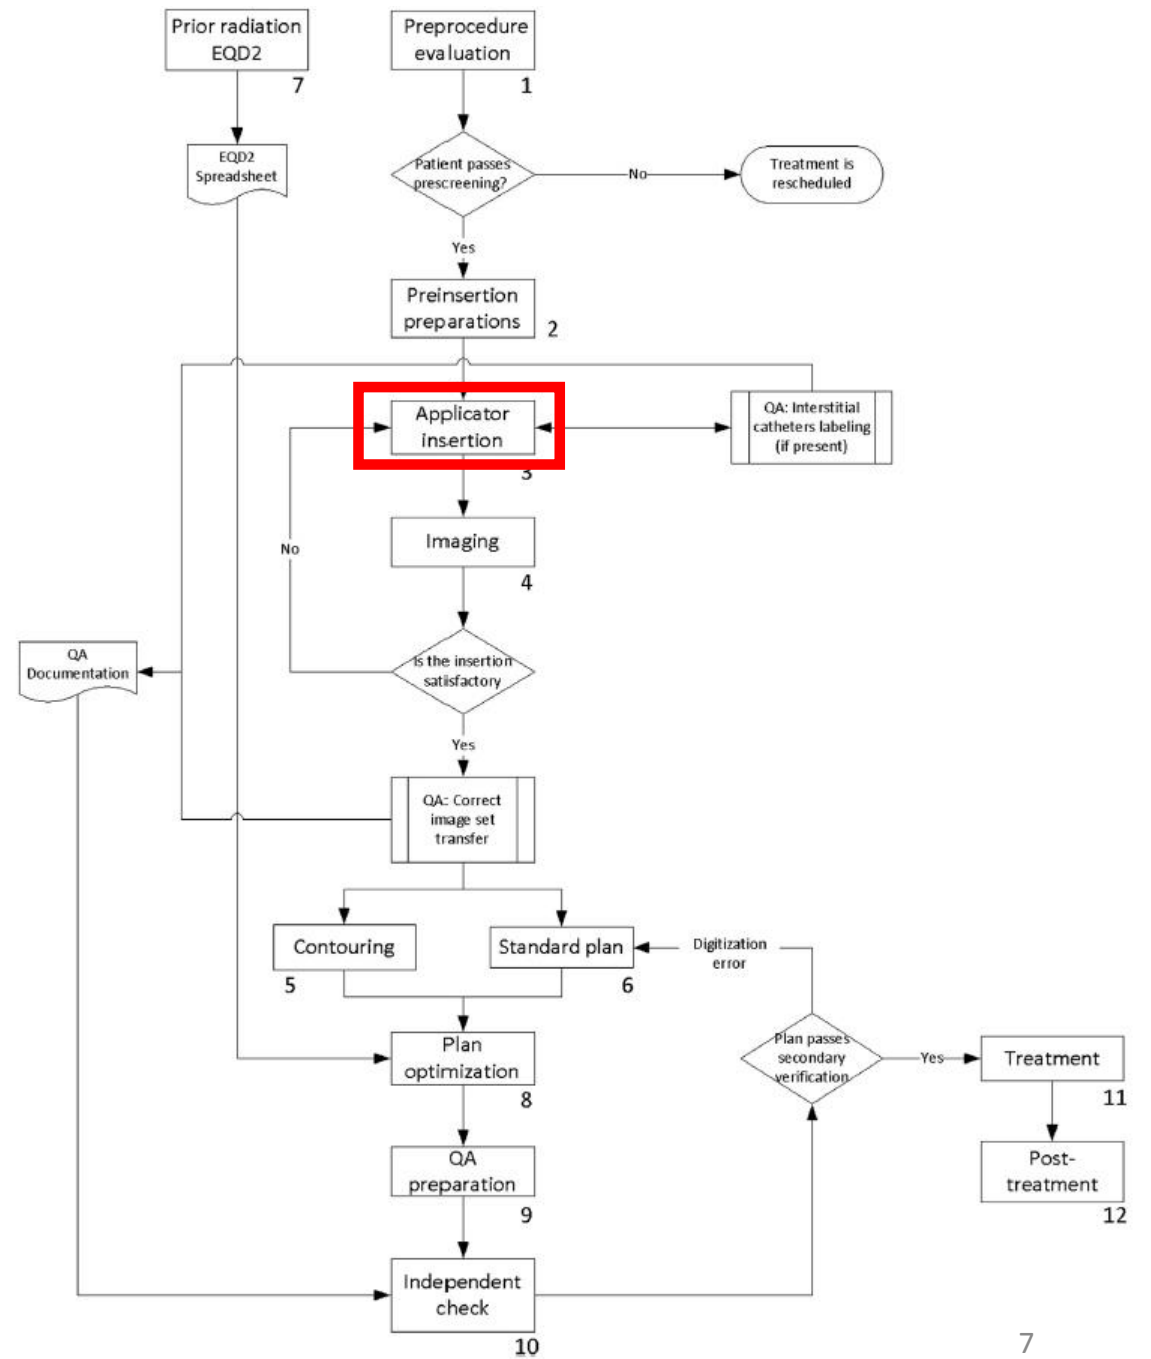 Prior radiation
EQD2
7
Preprocedure
evaluation
1
EQD2
Spreadsheet
Patient passes
prescreening?
No
Treatment is
rescheduled
Yes
Preinsertion
preparations
2
Applicator
insertion
3
QA: Interstitial
catheters labeling
(if present)
Imaging
4
No
QA
Documentation
Is the insertion
satisfactory
Yes
QA: Correct
image set
transfer
Contouring
5
Standard plan
6
Digitization
error
Plan
optimization
8
Plan passes
secondary
verification
Yes
Treatment
11
QA
preparation
9
Post-
treatment
12
Independent
check
10
7